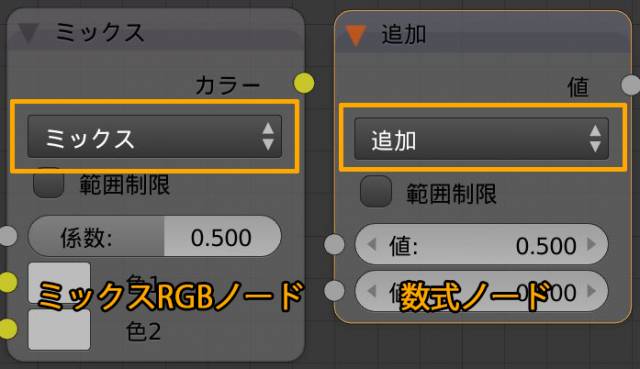 ミックス
カラー
ミックス
範囲制限
係数: 0.500
色1
ミックスRGBノード
色2
追加
値
追加
範囲制限
値: 0.500
数式ノード